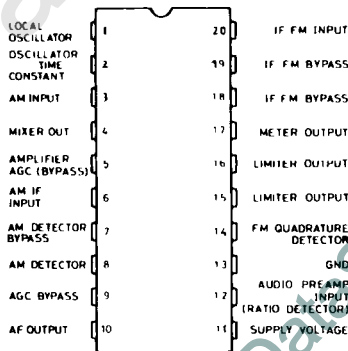 LOCAL
OSCILLATOR
1
20
IF FM INPUT
OSCILLATOR
TIME
CONSTANT
2
19
IF FM BYPASS
AM INPUT
3
18
IF FM BYPASS
MIXER OUT
4
17
METER OUTPUT
AMPLIFIER
AGC (BYPASS)
5
16
LIMITER OUTPUT
AM IF
INPUT
6
15
LIMITER OUTPUT
AM DETECTOR
BYPASS
7
14
FM QUADRATURE
DETECTOR
AM DETECTOR
8
13
GND
AGC BYPASS
9
12
AUDIO PREAMP
INPUT
(RATIO DETECTOR)
AF OUTPUT
10
11
SUPPLY VOLTAGE